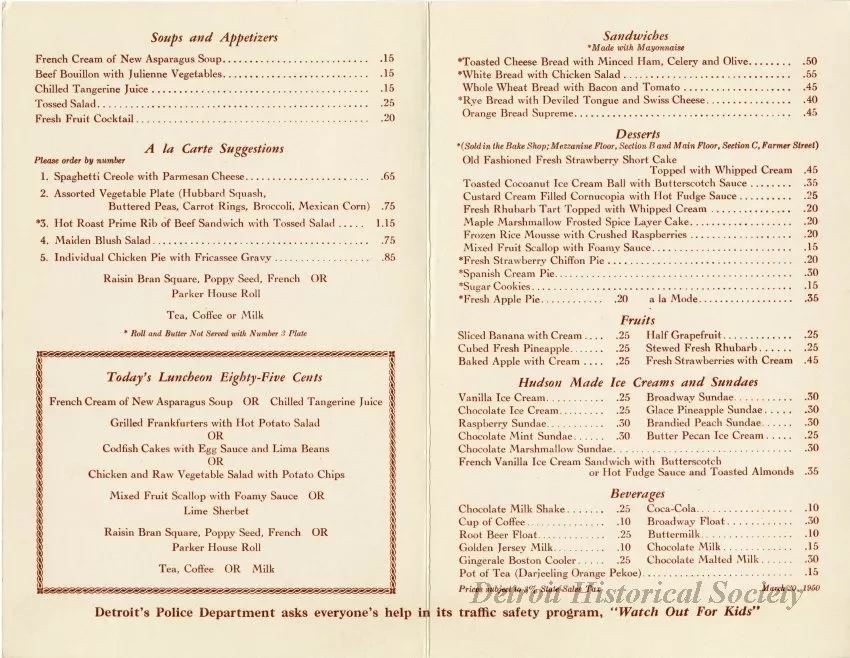 Soups and Appetizers
French Cream of New Asparagus Soup............................ .15
Beef Bouillon with Julienne Vegetables............................ .15
Chilled Tangerine Juice ........................................ .15
Tossed Salad................................................ .25
Fresh Fruit Cocktail .......................................... .20
A la Carte Suggestions
Please order by number
1. Spaghetti Creole with Parmesan Cheese....................... .65
2. Assorted Vegetable Plate (Hubbard Squash,
Buttered Peas, Carrot Rings, Broccoli, Mexican Corn) .75
*3. Hot Roast Prime Rib of Beef Sandwich with Tossed Salad ..... 1.15
4. Maiden Blush Salad........................................ .75
5. Individual Chicken Pie with Fricassee Gravy .................. .85
Raisin Bran Square, Poppy Seed, French OR
Parker House Roll
Tea, Coffee or Milk
* Roll and Butter Not Served with Number 3 Plate
Today's Luncheon Eighty-Five Cents
French Cream of New Asparagus Soup OR Chilled Tangerine Juice
Grilled Frankfurters with Hot Potato Salad
OR
Codfish Cakes with Egg Sauce and Lima Beans
OR
Chicken and Raw Vegetable Salad with Potato Chips
Mixed Fruit Scallop with Foamy Sauce OR
Lime Sherbet
Raisin Bran Square, Poppy Seed, French OR
Parker House Roll
Tea, Coffee OR Milk
Sandwiches
*Made with Mayonnaise
*Toasted Cheese Bread with Minced Ham, Celery and Olive........ .50
*White Bread with Chicken Salad ............................... .55
Whole Wheat Bread with Bacon and Tomato .................... .45
*Rye Bread with Deviled Tongue and Swiss Cheese................ .40
Orange Bread Supreme........................................ .45
Desserts
*(Sold in the Bake Shop; Mezzanine Floor, Section B and Main Floor, Section C, Farmer Street)
Old Fashioned Fresh Strawberry Short Cake
Topped with Whipped Cream .45
Toasted Cocoanut Ice Cream Ball with Butterscotch Sauce ........ .35
Custard Cream Filled Cornucopia with Hot Fudge Sauce .......... .25
Fresh Rhubarb Tart Topped with Whipped Cream ............... .20
Maple Marshmallow Frosted Spice Layer Cake.................... .20
Frozen Rice Mousse with Crushed Raspberries .................. .20
Mixed Fruit Scallop with Foamy Sauce.......................... .15
*Fresh Strawberry Chiffon Pie .................................. .20
*Spanish Cream Pie............................................ .30
*Sugar Cookies................................................ .15
*Fresh Apple Pie............ .20 a la Mode.................. .35
Fruits
Sliced Banana with Cream .... .25 Half Grapefruit............. .25
Cubed Fresh Pineapple....... .25 Stewed Fresh Rhubarb...... .25
Baked Apple with Cream .... .25 Fresh Strawberries with Cream .45
Hudson Made Ice Creams and Sundaes
Vanilla Ice Cream........... .25 Broadway Sundae........... .30
Chocolate Ice Cream......... .25 Glace Pineapple Sundae ..... .30
Raspberry Sundae........... .30 Brandied Peach Sundae...... .30
Chocolate Mint Sundae...... .30 Butter Pecan Ice Cream ..... .25
Chocolate Marshmallow Sundae................................ .30
French Vanilla Ice Cream Sandwich with Butterscotch
or Hot Fudge Sauce and Toasted Almonds .35
Beverages
Chocolate Milk Shake....... .25 Coca-Cola.................. .10
Cup of Coffee............... .10 Broadway Float............. .30
Root Beer Float............. .25 Buttermilk.................. .10
Golden Jersey Milk.......... .10 Chocolate Milk ............. .15
Gingerale Boston Cooler ..... .25 Chocolate Malted Milk ...... .30
Pot of Tea (Darjeeling Orange Pekoe)............................ .15
Prices subject to 3% State Sales Tax March 30, 1950
Detroit Historical Society
Detroit's Police Department asks everyone's help in its traffic safety program, "Watch Out For Kids"